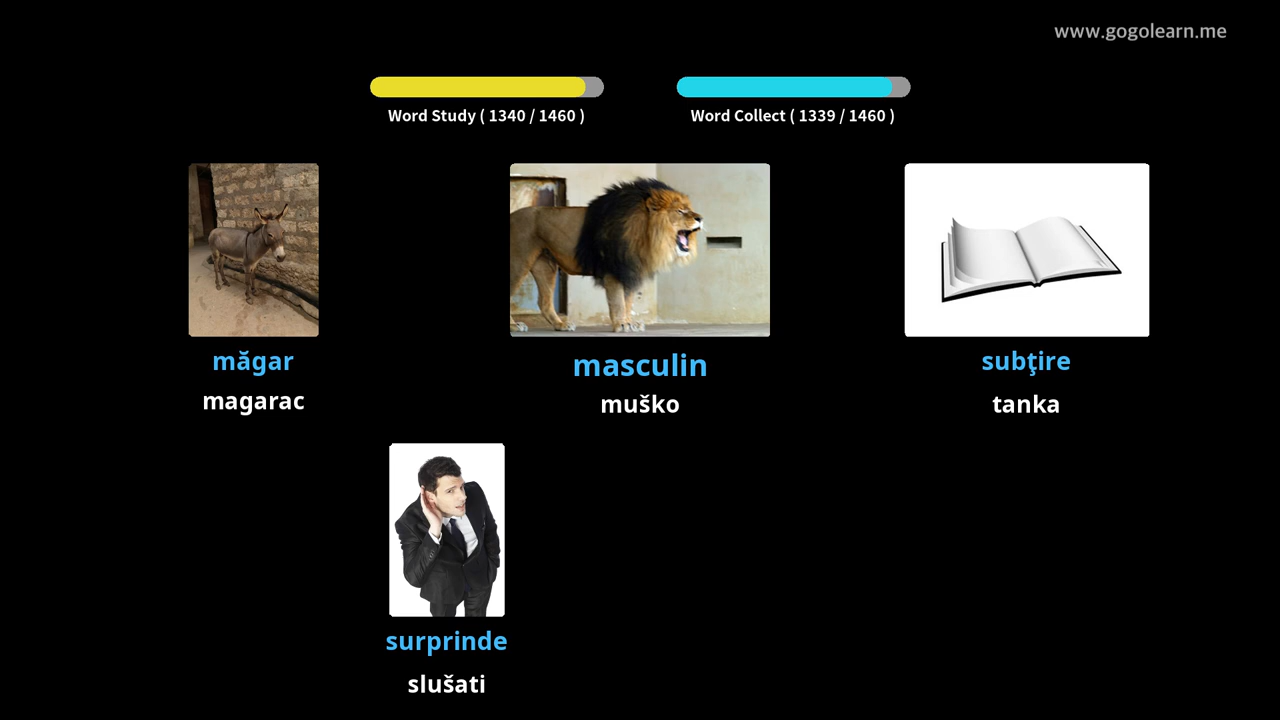 www.gogolearn.me
Word Study ( 1340 / 1460 )
Word Collect ( 1339 / 1460 )
măgar
magarac
masculin
muško
subţire
tanka
surprinde
slušati